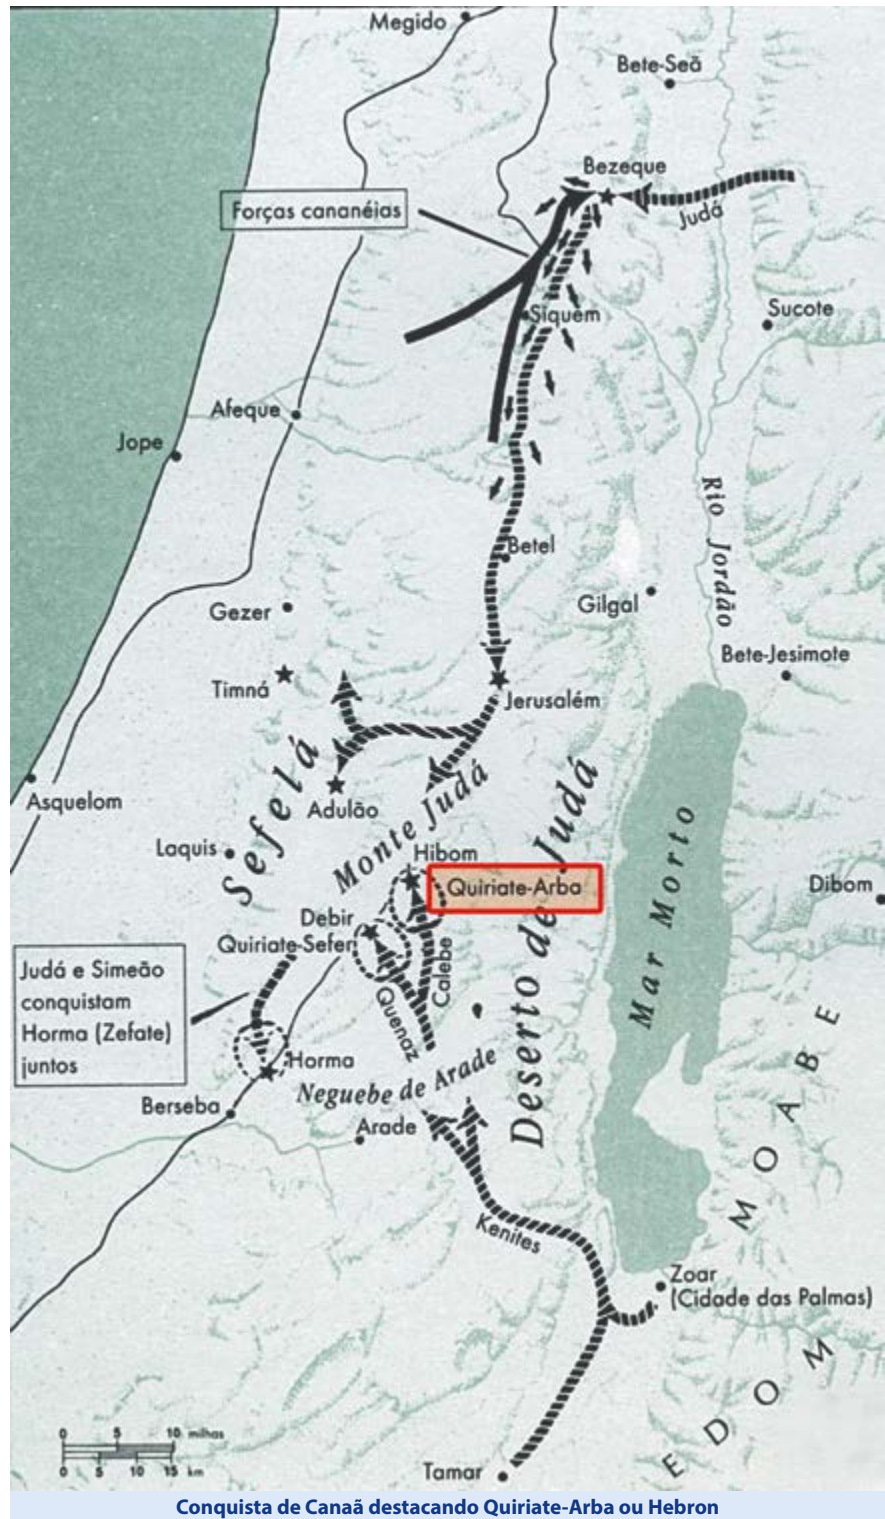 Megido
Bete-Seã
Bezeque
Forças cananéias
Judá
Siquém
Sucote
Afeque
Jope
Rio Jordão
Betel
Gilgal
Gezer
Bete-Jesimote
Timná
Jerusalém
Sefelá
Asquelom
Adulão
Monte Judá
Deserto de Judá
Mar Morto
Laquis
Hibom
Quiriate-Arba
Dibom
Debir
Quiriate-Sefer
Calebe
Quenaz
Judá e Simeão
conquistam
Horma (Zefate)
juntos
Horma
Neguebe de Arade
Berseba
Arade
MOABE
Kenites
Zoar
(Cidade das Palmas)
EDOM
0 5 10 milhas
0 5 10 15 km
Tamar
Conquista de Canaã destacando Quiriate-Arba ou Hebron